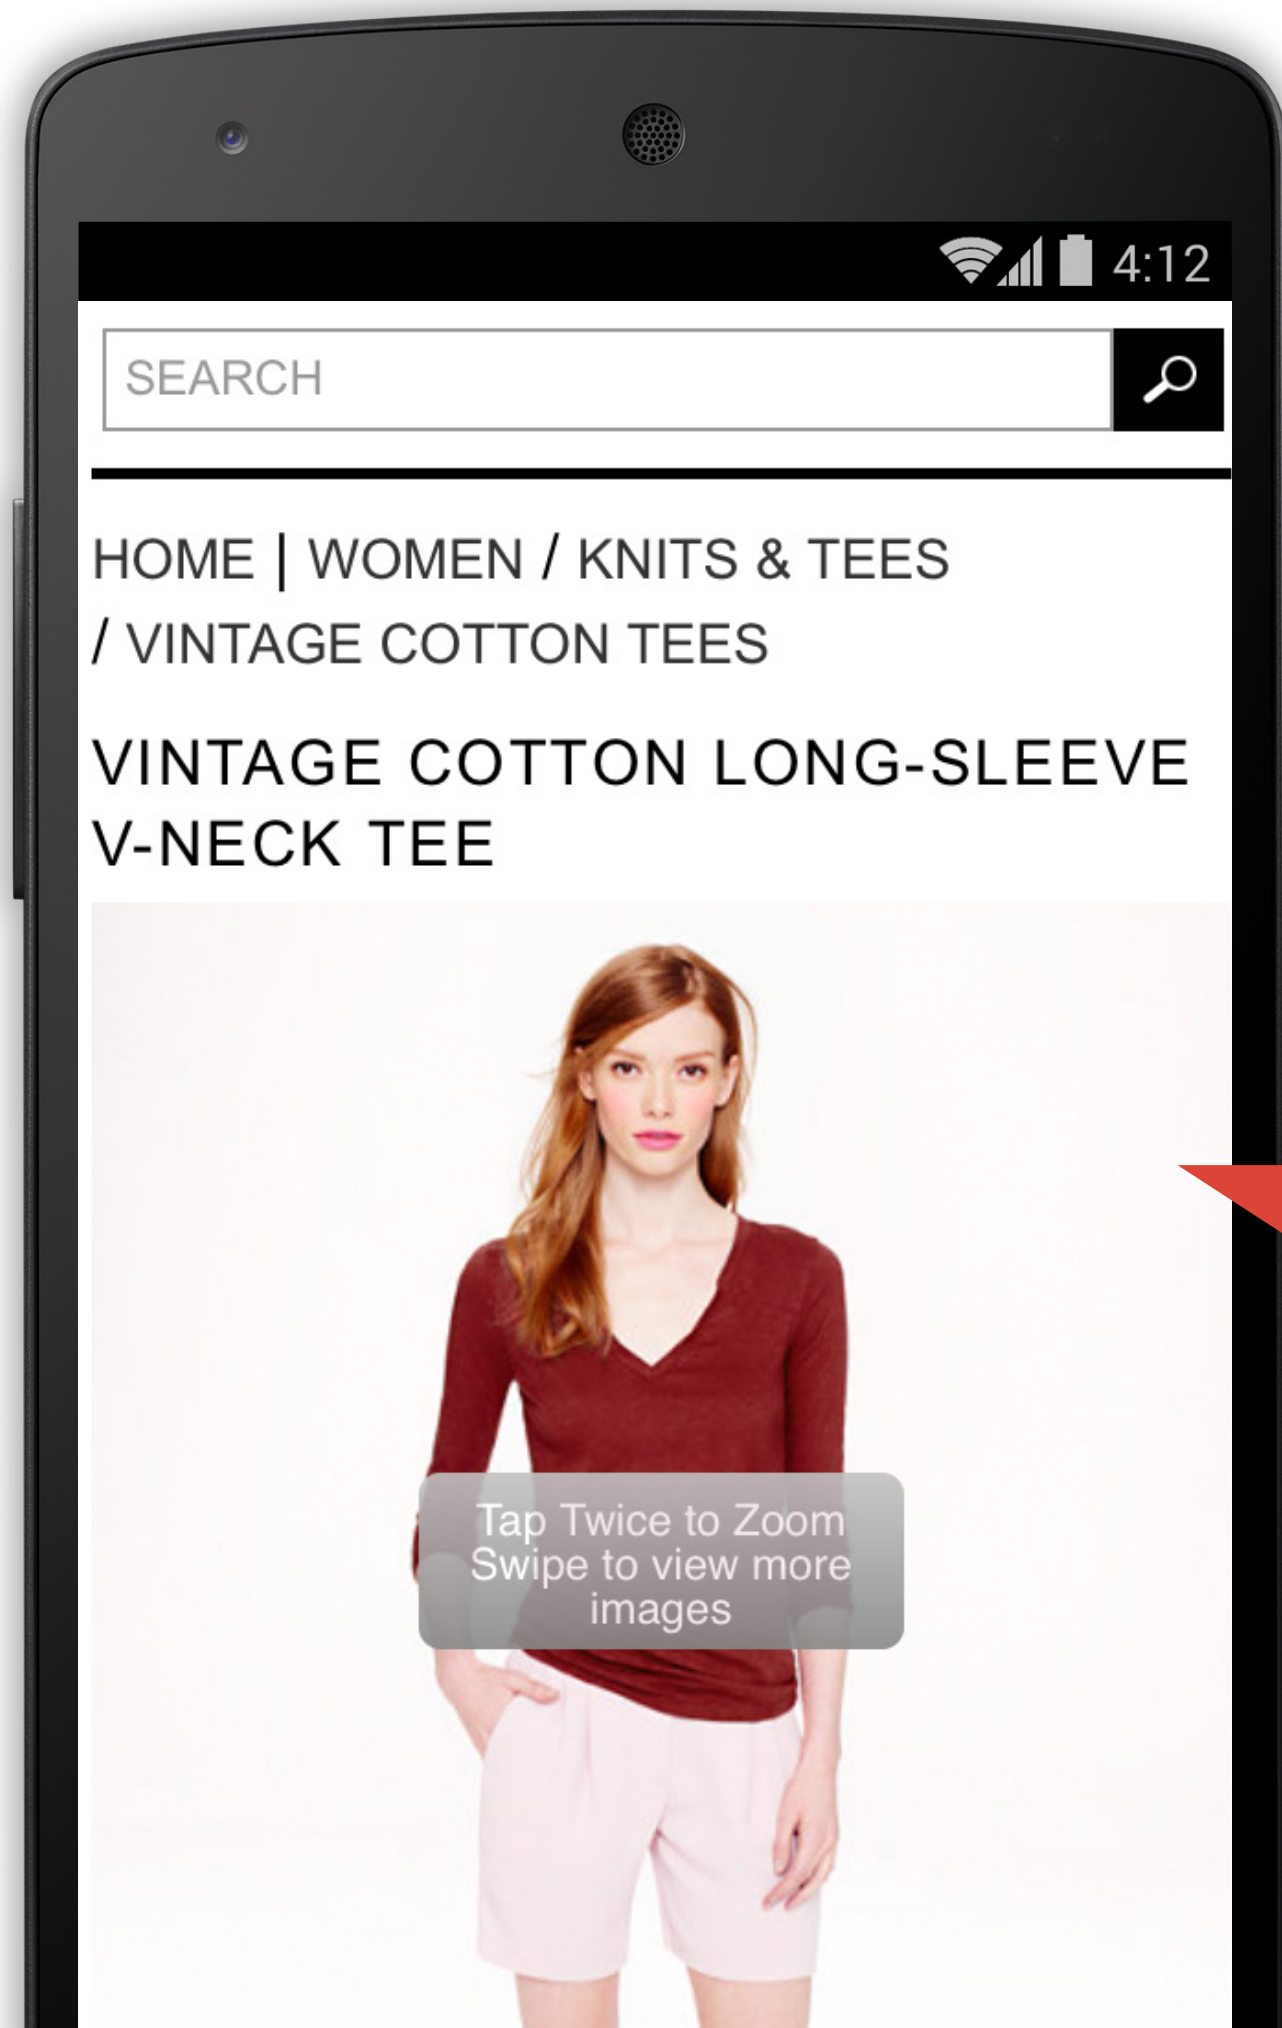 4:12
SEARCH
HOME | WOMEN / KNITS & TEES
/ VINTAGE COTTON TEES
VINTAGE COTTON LONG-SLEEVE
V-NECK TEE
Tap Twice to Zoom
Swipe to view more
images